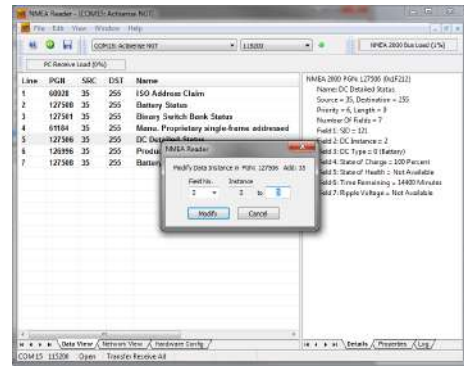 NMEA Reader - [COM15: Actisense NGT]
File Edit View Window Help
COM15: Actisense NGT
115200
NMEA 2000 Bus Load (1%)
PC Receive Load (0%)
Line PGN SRC DST Name
1 60928 35 255 ISO Address Claim
2 127508 35 255 Battery Status
3 127501 35 255 Binary Switch Bank Status
4 61184 35 255 Manu. Proprietary single-frame addressed
5 127506 35 255 DC Detailed Status
6 126996 35 255 Produ
7 127508 35 255 Battery
NMEA 2000 PGN: 127506 (0x1F212)
Name: DC Detailed Status
Source = 35, Destination = 255
Priority = 6, Length = 9
Number Of Fields = 7
Field 1: SID = 121
Field 2: DC Instance = 2
Field 3: DC Type = 0 (Battery)
Field 4: State of Charge = 100 Percent
Field 5: State of Health = Not Available
Field 6: Time Remaining = 14400 Minutes
Field 7: Ripple Voltage = Not Available
NMEA Reader
Modify Data Instance in PGN: 127506 Add: 35
Field No. Instance
2 2 to
Modify Cancel
Data View Network View Hardware Config
Details Properties Log
COM15 115200 Open Transfer Receive All